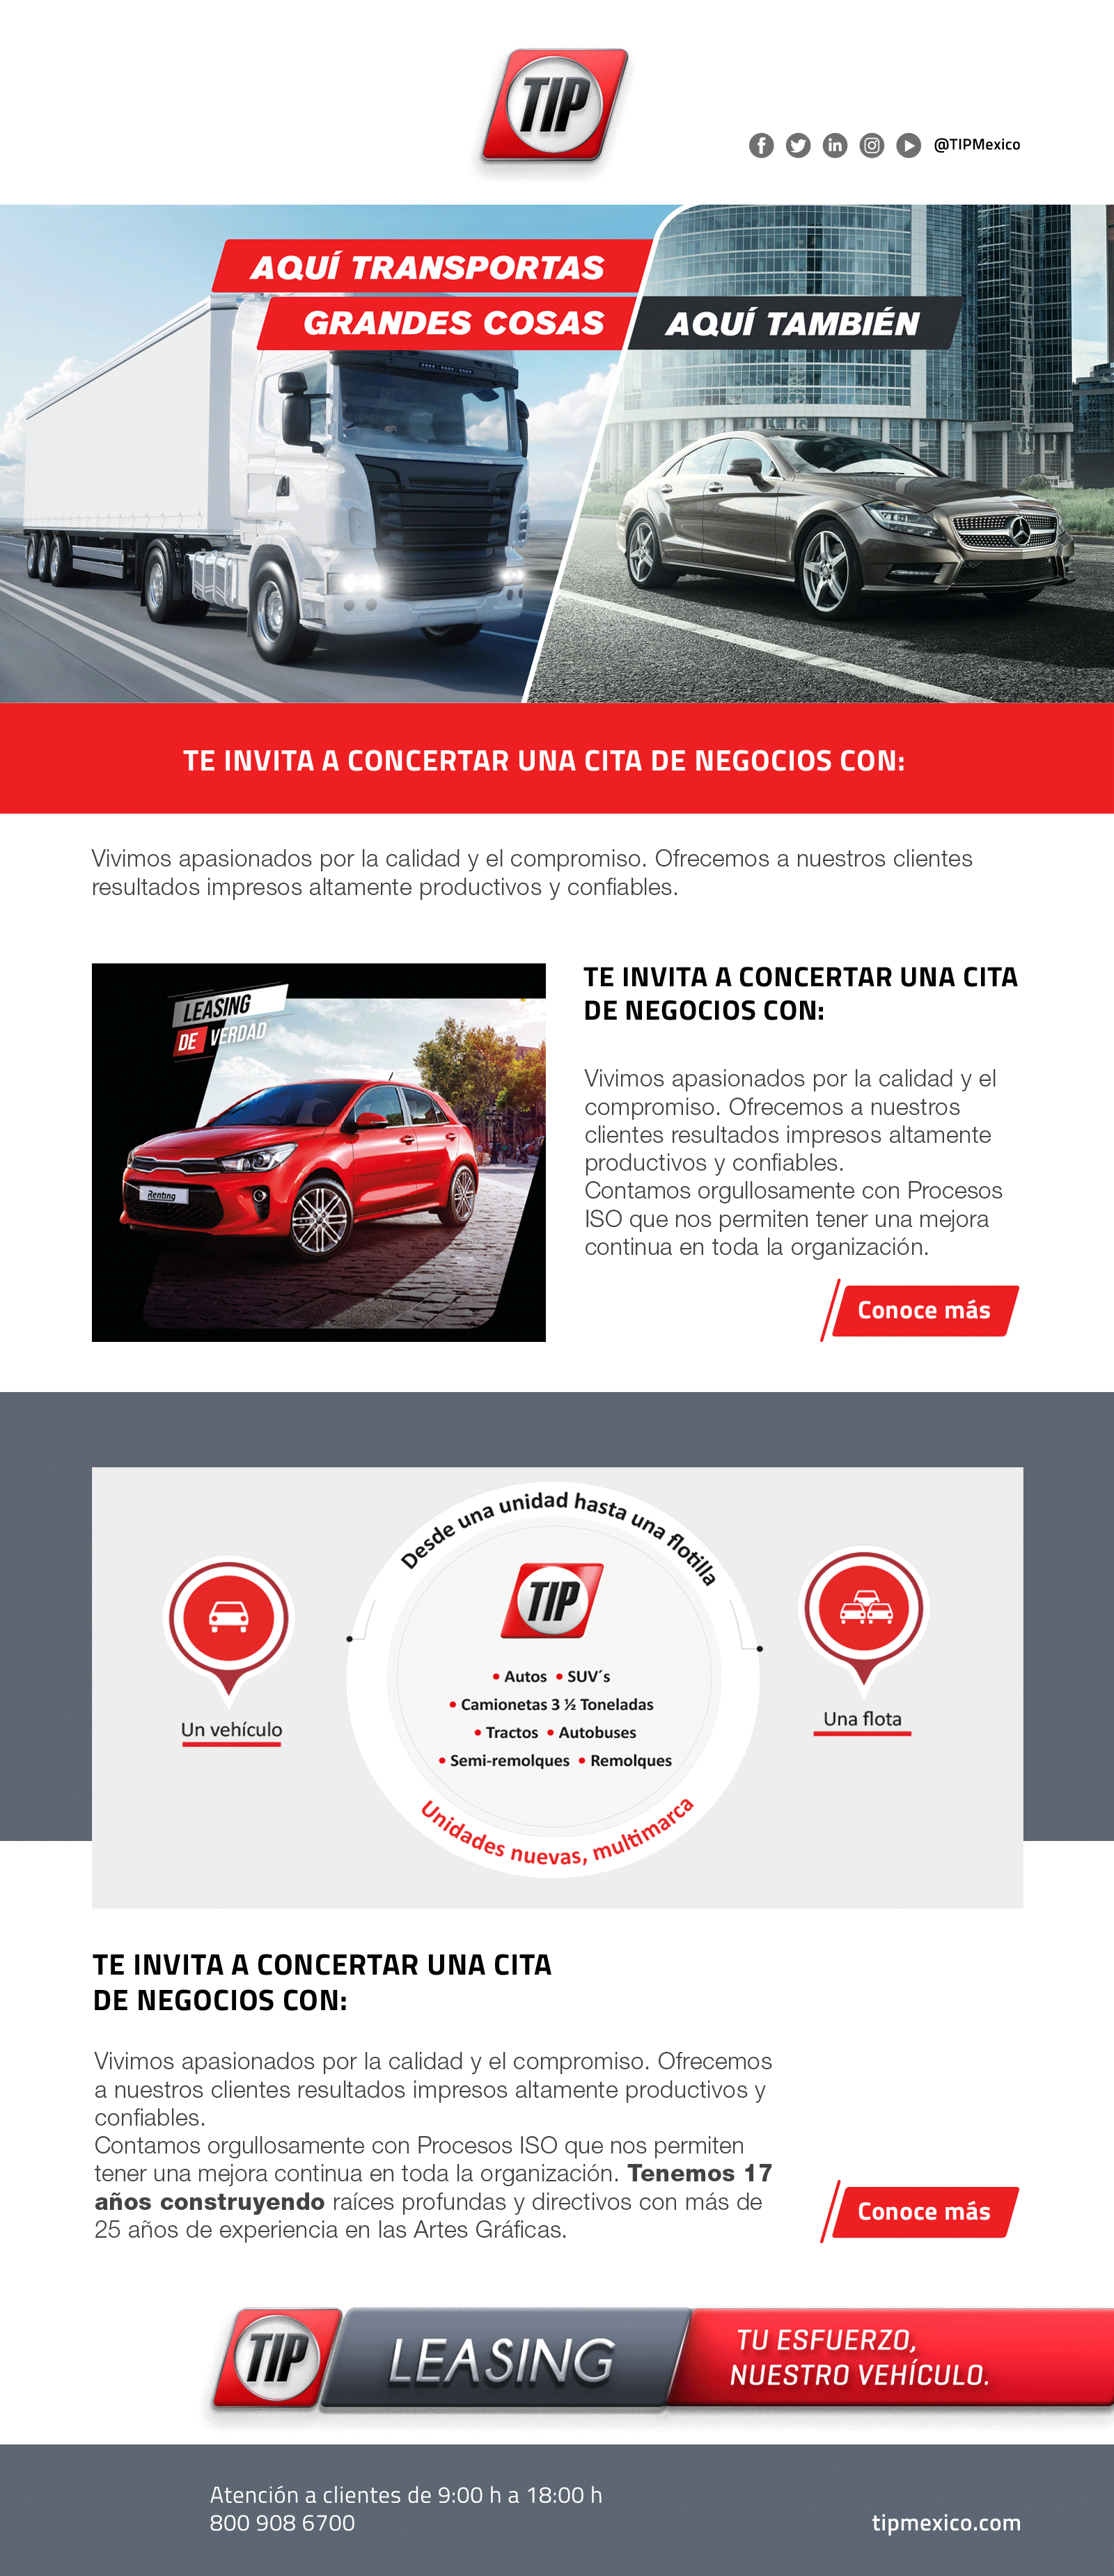 TIP
@TIPMexico
AQUÍ TRANSPORTAS
GRANDES COSAS
AQUÍ TAMBIÉN
TE INVITA A CONCERTAR UNA CITA DE NEGOCIOS CON:
Vivimos apasionados por la calidad y el compromiso. Ofrecemos a nuestros clientes
resultados impresos altamente productivos y confiables.
LEASING
DE VERDAD
Renting
TE INVITA A CONCERTAR UNA CITA
DE NEGOCIOS CON:
Vivimos apasionados por la calidad y el
compromiso. Ofrecemos a nuestros
clientes resultados impresos altamente
productivos y confiables.
Contamos orgullosamente con Procesos
ISO que nos permiten tener una mejora
continua en toda la organización.
Conoce más
Desde una unidad hasta una flotilla
TIP
• Autos • SUV´s
• Camionetas 3 ½ Toneladas
• Tractos • Autobuses
• Semi-remolques • Remolques
Unidades nuevas, multimarca
Un vehículo
Una flota
TE INVITA A CONCERTAR UNA CITA
DE NEGOCIOS CON:
Vivimos apasionados por la calidad y el compromiso. Ofrecemos
a nuestros clientes resultados impresos altamente productivos y
confiables.
Contamos orgullosamente con Procesos ISO que nos permiten
tener una mejora continua en toda la organización. Tenemos 17
años construyendo raíces profundas y directivos con más de
25 años de experiencia en las Artes Gráficas.
Conoce más
TIP LEASING
TU ESFUERZO,
NUESTRO VEHÍCULO.
Atención a clientes de 9:00 h a 18:00 h
800 908 6700
tipmexico.com